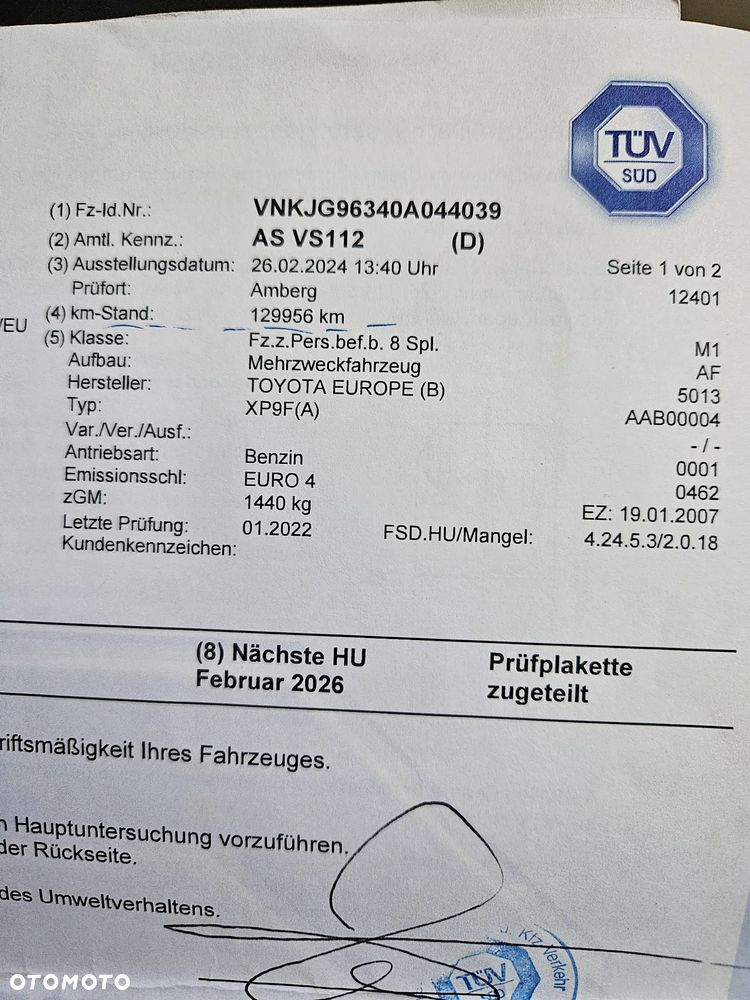 TÜV
SÜD
(1) Fz-Id.Nr.: VNKJG96340A044039
(2) Amtl. Kennz.: AS VS112 (D)
(3) Ausstellungsdatum: 26.02.2024 13:40 Uhr Seite 1 von 2
Prüfort: Amberg 12401
(4) km-Stand: 129956 km
/EU
(5) Klasse: Fz.z.Pers.bef.b. 8 Spl. M1
Aufbau: Mehrzweckfahrzeug AF
Hersteller: TOYOTA EUROPE (B) 5013
Typ: XP9F(A) AAB00004
Var./Ver./Ausf.: - / -
Antriebsart: Benzin 0001
Emissionsschl: EURO 4 0462
zGM: 1440 kg EZ: 19.01.2007
Letzte Prüfung: 01.2022 FSD.HU/Mangel: 4.24.5.3/2.0.18
Kundenkennzeichen:
(8) Nächste HU Prüfplakette
Februar 2026 zugeteilt
riftsmäßigkeit Ihres Fahrzeuges.
n Hauptuntersuchung vorzuführen.
der Rückseite.
des Umweltverhaltens.
Kfz Verkehr
TÜV
OTOMOTO